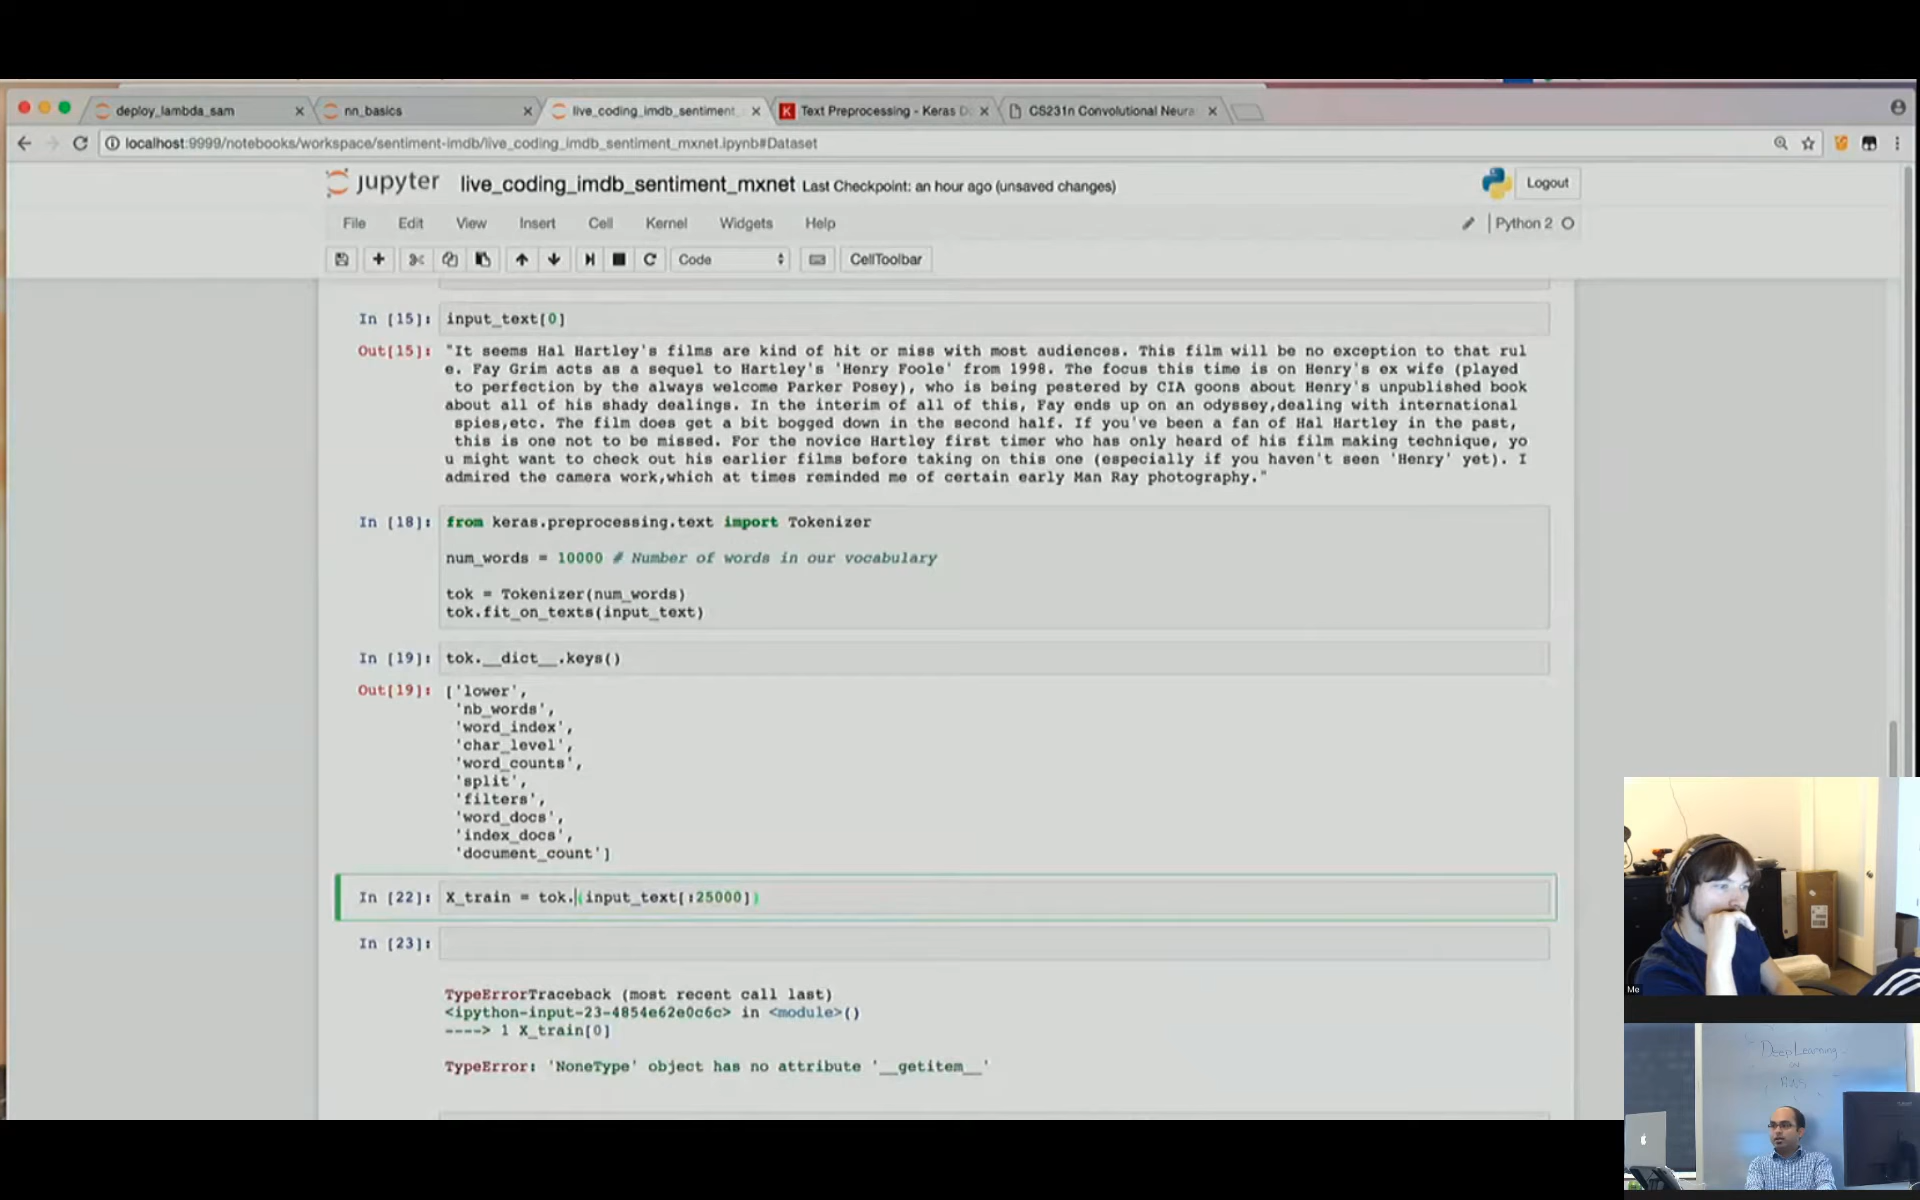 deploy_lambda_sam
nn_basics
live_coding_imdb_sentiment_
Text Preprocessing - Keras Do
CS231n Convolutional Neura
localhost:9999/notebooks/workspace/sentiment-imdb/live_coding_imdb_sentiment_mxnet.ipynb#Dataset
jupyter live_coding_imdb_sentiment_mxnet Last Checkpoint: an hour ago (unsaved changes)
Logout
File Edit View Insert Cell Kernel Widgets Help
Python 2
Code
CellToolbar
In [15]: input_text[0]
Out[15]: "It seems Hal Hartley's films are kind of hit or miss with most audiences. This film will be no exception to that rul
e. Fay Grim acts as a sequel to Hartley's 'Henry Foole' from 1998. The focus this time is on Henry's ex wife (played
to perfection by the always welcome Parker Posey), who is being pestered by CIA goons about Henry's unpublished book
about all of his shady dealings. In the interim of all of this, Fay ends up on an odyssey,dealing with international
spies,etc. The film does get a bit bogged down in the second half. If you've been a fan of Hal Hartley in the past,
this is one not to be missed. For the novice Hartley first timer who has only heard of his film making technique, yo
u might want to check out his earlier films before taking on this one (especially if you haven't seen 'Henry' yet). I
admired the camera work,which at times reminded me of certain early Man Ray photography."
In [18]: from keras.preprocessing.text import Tokenizer
num_words = 10000 # Number of words in our vocabulary
tok = Tokenizer(num_words)
tok.fit_on_texts(input_text)
In [19]: tok.__dict__.keys()
Out[19]: ['lower',
'nb_words',
'word_index',
'char_level',
'word_counts',
'split',
'filters',
'word_docs',
'index_docs',
'document_count']
In [22]: X_train = tok.(input_text[:25000])
In [23]:
TypeErrorTraceback (most recent call last)
<ipython-input-23-4854e62e0c6c> in <module>()
----> 1 X_train[0]
TypeError: 'NoneType' object has no attribute '__getitem__'
Me
Deep Learning
on
AWS